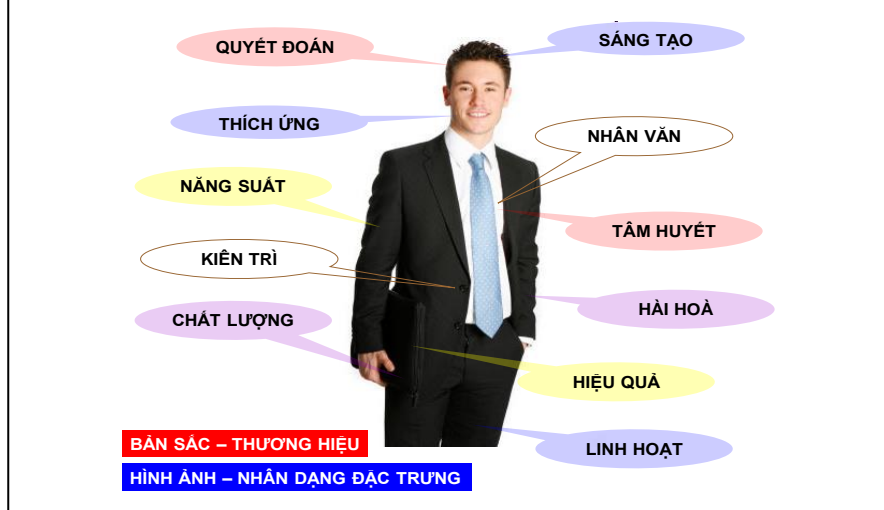 QUYẾT ĐOÁN
SÁNG TẠO
THÍCH ỨNG
NHÂN VĂN
NĂNG SUẤT
TÂM HUYẾT
KIÊN TRÌ
HÀI HOÀ
CHẤT LƯỢNG
HIỆU QUẢ
BẢN SẮC – THƯƠNG HIỆU
LINH HOẠT
HÌNH ẢNH – NHÂN DẠNG ĐẶC TRƯNG